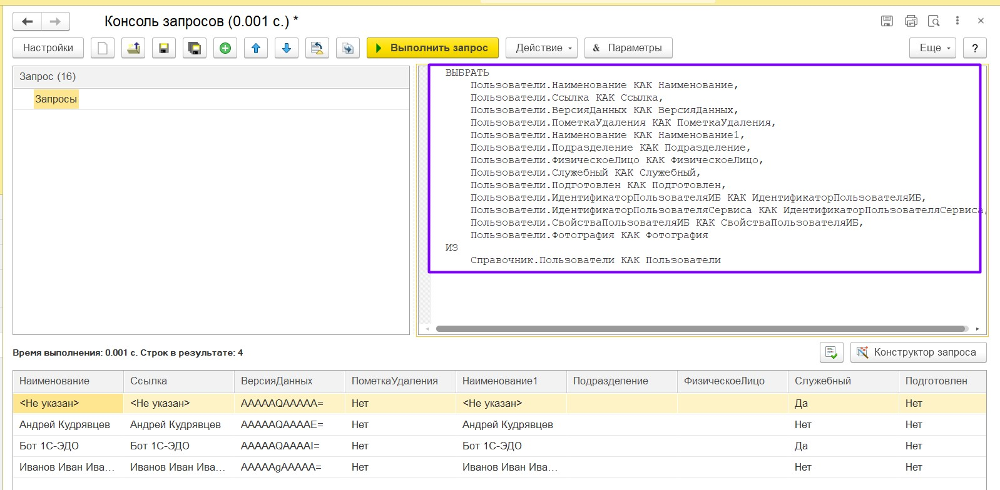 Консоль запросов (0.001 с.) *
Настройки
Выполнить запрос
Действие
& Параметры
Еще
?
Запрос (16)
Запросы
ВЫБРАТЬ
Пользователи.Наименование КАК Наименование,
Пользователи.Ссылка КАК Ссылка,
Пользователи.ВерсияДанных КАК ВерсияДанных,
Пользователи.ПометкаУдаления КАК ПометкаУдаления,
Пользователи.Наименование КАК Наименование1,
Пользователи.Подразделение КАК Подразделение,
Пользователи.ФизическоеЛицо КАК ФизическоеЛицо,
Пользователи.Служебный КАК Служебный,
Пользователи.Подготовлен КАК Подготовлен,
Пользователи.ИдентификаторПользователяИБ КАК ИдентификаторПользователяИБ,
Пользователи.ИдентификаторПользователяСервиса КАК ИдентификаторПользователяСервиса,
Пользователи.СвойстваПользователяИБ КАК СвойстваПользователяИБ,
Пользователи.Фотография КАК Фотография
ИЗ
Справочник.Пользователи КАК Пользователи
Время выполнения: 0.001 с. Строк в результате: 4
Конструктор запроса
Наименование Ссылка ВерсияДанных ПометкаУдаления Наименование1 Подразделение ФизическоеЛицо Служебный Подготовлен
<Не указан> <Не указан> AAAAAQAAAAA= Нет <Не указан> Да Нет
Андрей Кудрявцев Андрей Кудрявцев AAAAAQAAAAE= Нет Андрей Кудрявцев Нет Нет
Бот 1С-ЭДО Бот 1С-ЭДО AAAAAQAAAAI= Нет Бот 1С-ЭДО Да Нет
Иванов Иван Ива... Иванов Иван Ива... AAAAAgAAAAA= Нет Иванов Иван Ива... Нет Нет